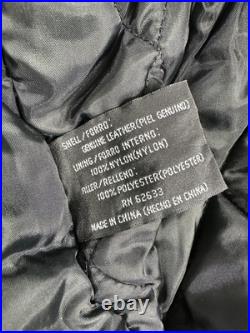 SHELL/FORRO:
GENUINE LEATHER(PIEL GENUINO)
LINING/FORRO INTERNO:
100%NYLON(NYLON)
FILLER/RELLENO:
100%POLYESTER(POLYESTER)
RN 62633
MADE IN CHINA (HECHO EN CHINA)